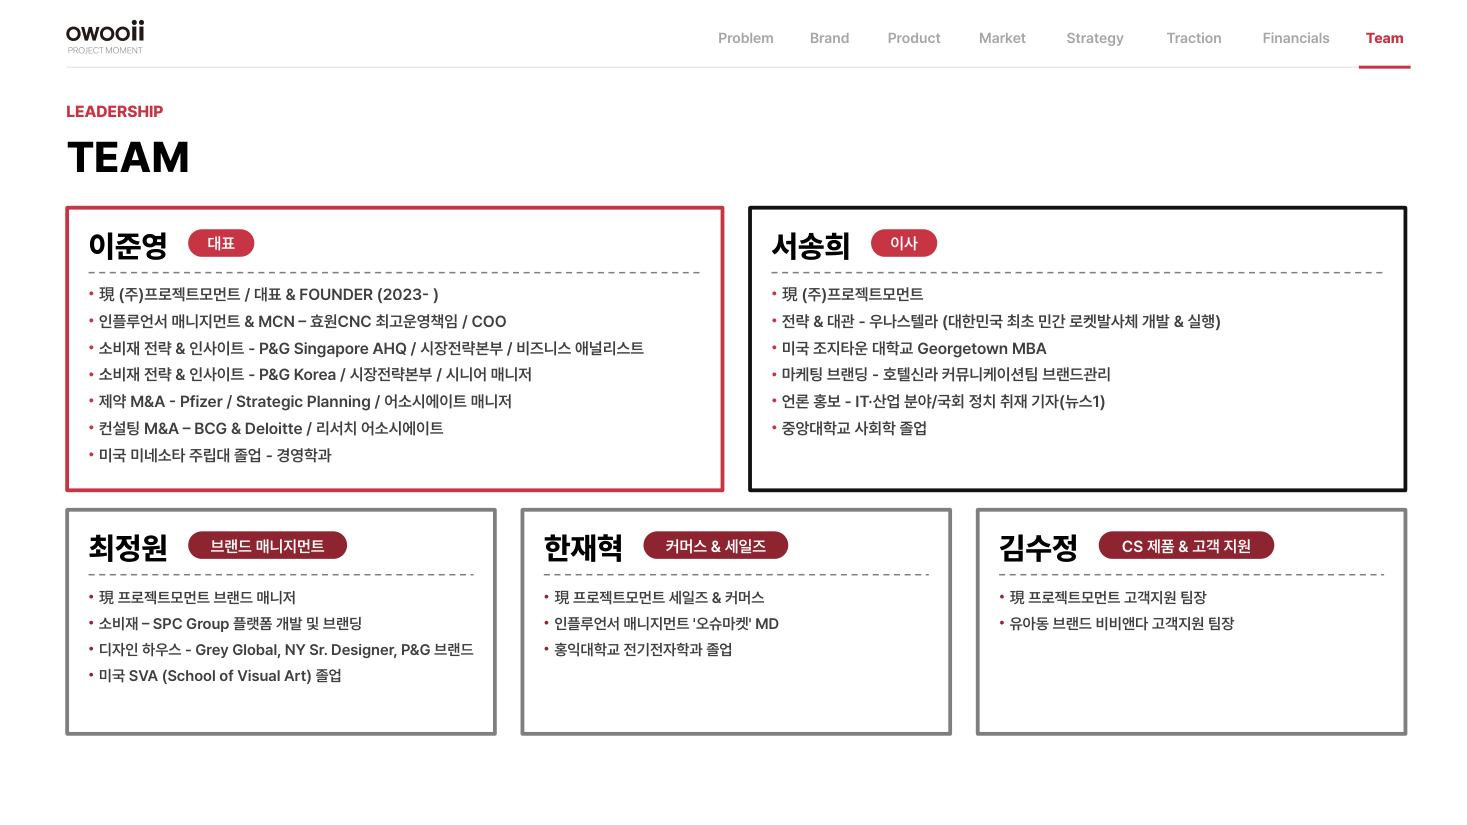 owooii
PROJECT MOMENT
Problem
Brand
Product
Market
Strategy
Traction
Financials
Team
LEADERSHIP
TEAM
이준영
대표
• 現 (주)프로젝트모먼트 / 대표 & FOUNDER (2023- )
• 인플루언서 매니지먼트 & MCN – 효원CNC 최고운영책임 / COO
• 소비재 전략 & 인사이트 - P&G Singapore AHQ / 시장전략본부 / 비즈니스 애널리스트
• 소비재 전략 & 인사이트 - P&G Korea / 시장전략본부 / 시니어 매니저
• 제약 M&A - Pfizer / Strategic Planning / 어소시에이트 매니저
• 컨설팅 M&A – BCG & Deloitte / 리서치 어소시에이트
• 미국 미네소타 주립대 졸업 - 경영학과
서송희
이사
• 現 (주)프로젝트모먼트
• 전략 & 대관 - 우나스텔라 (대한민국 최초 민간 로켓발사체 개발 & 실행)
• 미국 조지타운 대학교 Georgetown MBA
• 마케팅 브랜딩 - 호텔신라 커뮤니케이션팀 브랜드관리
• 언론 홍보 - IT·산업 분야/국회 정치 취재 기자(뉴스1)
• 중앙대학교 사회학 졸업
최정원
브랜드 매니지먼트
• 現 프로젝트모먼트 브랜드 매니저
• 소비재 – SPC Group 플랫폼 개발 및 브랜딩
• 디자인 하우스 - Grey Global, NY Sr. Designer, P&G 브랜드
• 미국 SVA (School of Visual Art) 졸업
한재혁
커머스 & 세일즈
• 現 프로젝트모먼트 세일즈 & 커머스
• 인플루언서 매니지먼트 '오슈마켓' MD
• 홍익대학교 전기전자학과 졸업
김수정
CS 제품 & 고객 지원
• 現 프로젝트모먼트 고객지원 팀장
• 유아동 브랜드 비비앤다 고객지원 팀장